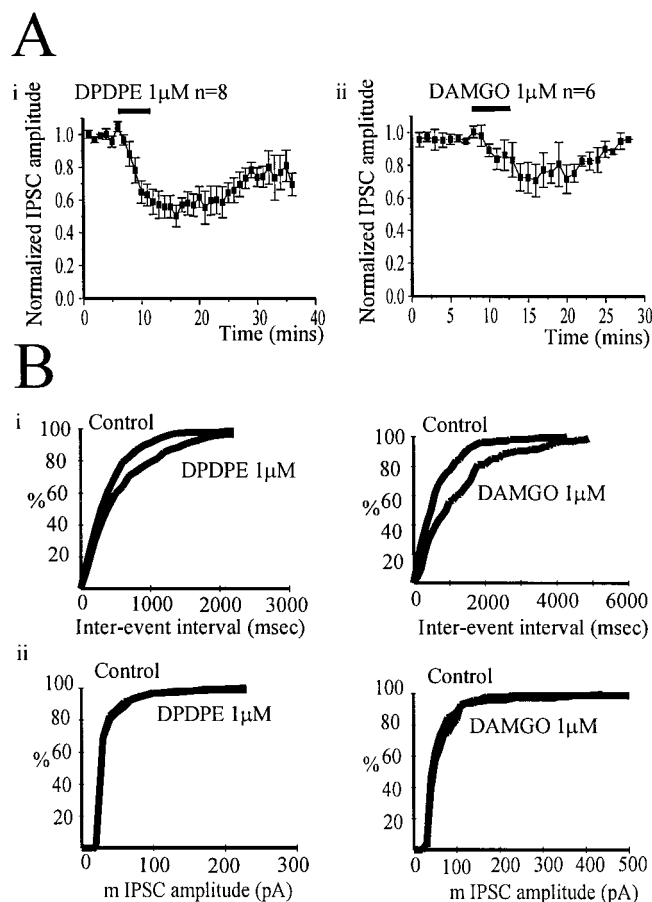 A
i
DPDPE 1μM n=8
Normalized IPSC amplitude
1.0
0.8
0.6
0.4
0.2
0.0
0 10 20 30 40
Time (mins)
ii
DAMGO 1μM n=6
Normalized IPSC amplitude
1.0
0.8
0.6
0.4
0.2
0.0
0 5 10 15 20 25 30
Time (mins)
B
i
Control
DPDPE 1μM
100
80
%60
40
20
0 1000 2000 3000
Inter-event interval (msec)
Control
DAMGO 1μM
100
80
%60
40
20
0 2000 4000 6000
Inter-event interval (msec)
ii
Control
DPDPE 1μM
100
80
%60
40
20
0 100 200 300
m IPSC amplitude (pA)
Control
DAMGO 1μM
100
80
%60
40
20
0 100 200 300 400 500
m IPSC amplitude (pA)